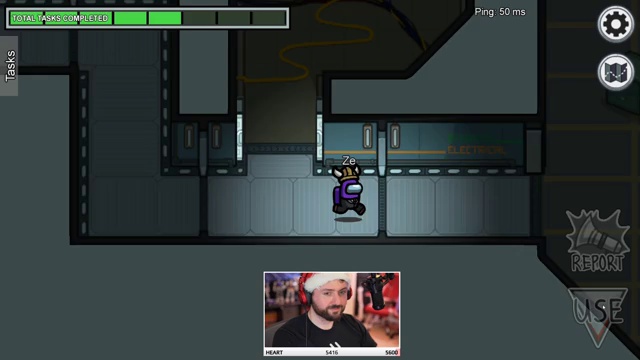 TOTAL TASKS COMPLETED
Ping: 50 ms
Tasks
ELECTRICAL
Ze
REPORT
USE
HEART 5416 5600